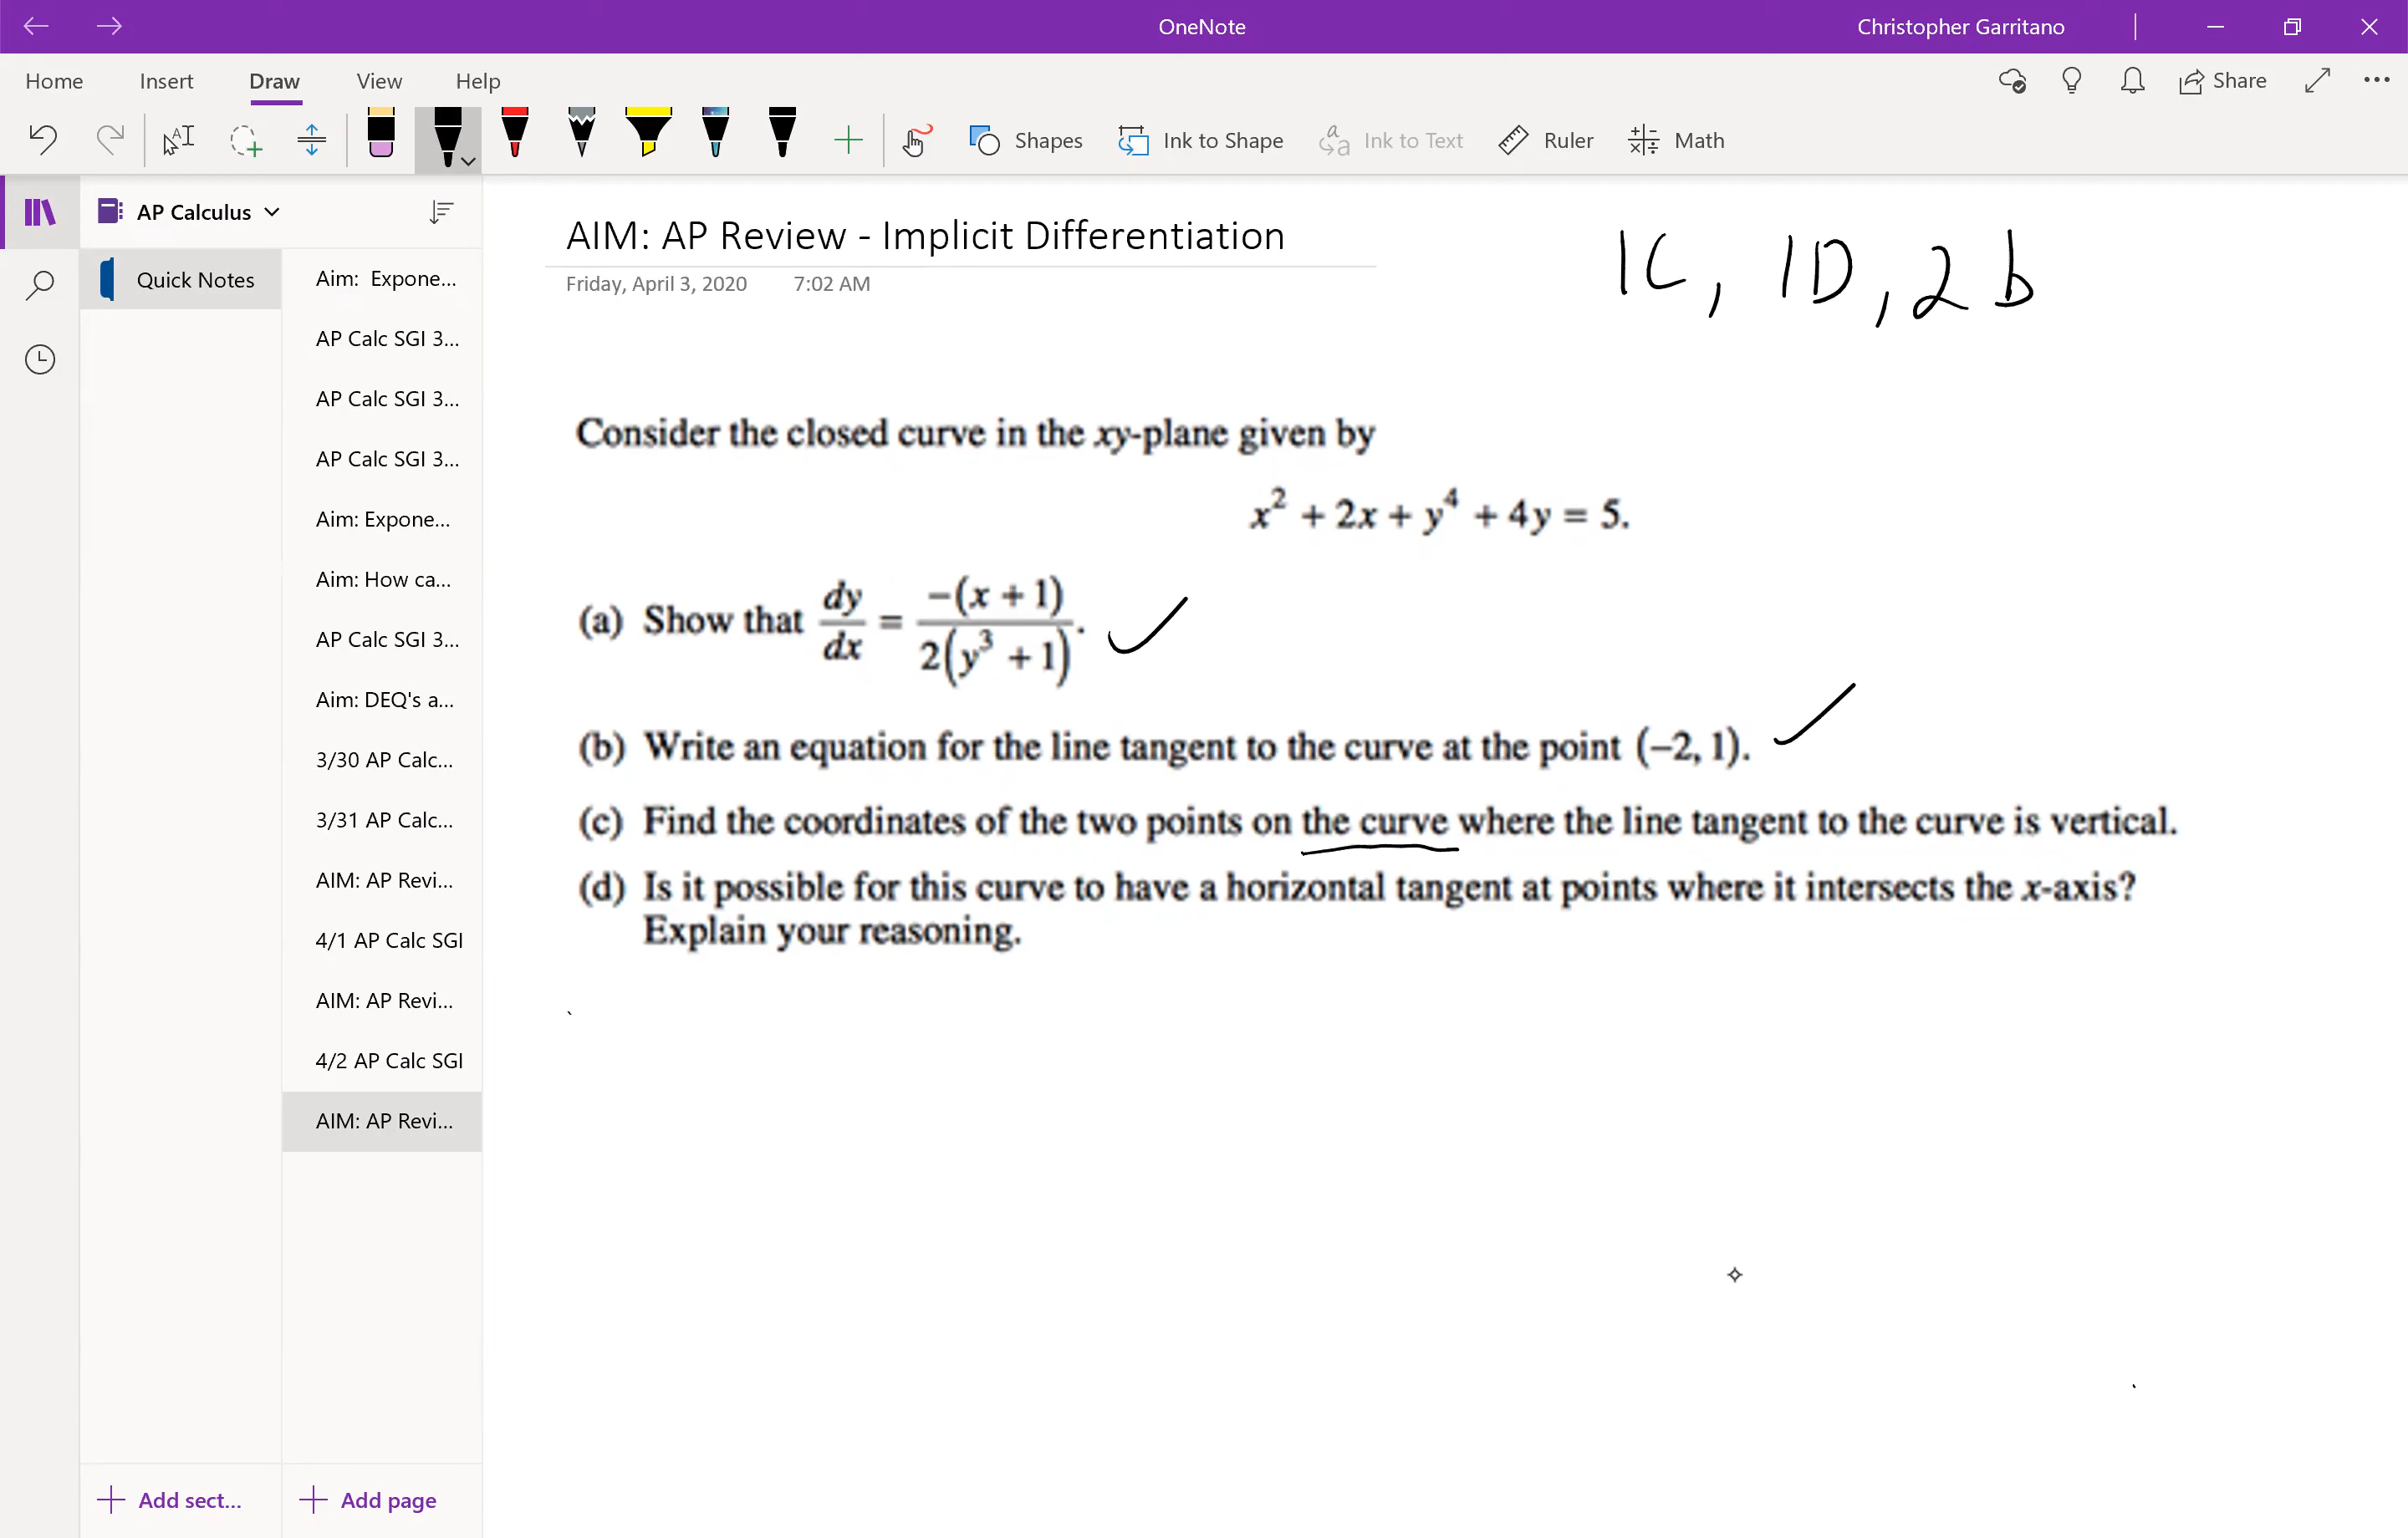 OneNote
Christopher Garritano
Home Insert Draw View Help
Share
Shapes Ink to Shape Ink to Text Ruler Math
AP Calculus
Quick Notes
Aim: Expone...
AP Calc SGI 3...
AP Calc SGI 3...
AP Calc SGI 3...
Aim: Expone...
Aim: How ca...
AP Calc SGI 3...
Aim: DEQ's a...
3/30 AP Calc...
3/31 AP Calc...
AIM: AP Revi...
4/1 AP Calc SGI
AIM: AP Revi...
4/2 AP Calc SGI
AIM: AP Revi...
Add sect...
Add page
AIM: AP Review - Implicit Differentiation
Friday, April 3, 2020 7:02 AM
1C, 1D, 2b
Consider the closed curve in the xy-plane given by
x² + 2x + y⁴ + 4y = 5.
(a) Show that dy/dx = -(x + 1)/2(y³ + 1).
(b) Write an equation for the line tangent to the curve at the point (–2, 1).
(c) Find the coordinates of the two points on the curve where the line tangent to the curve is vertical.
(d) Is it possible for this curve to have a horizontal tangent at points where it intersects the x-axis?
Explain your reasoning.